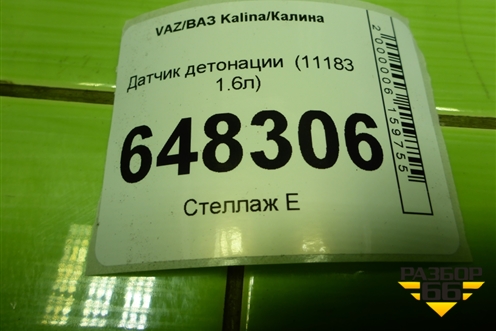 VAZ/ВАЗ Kalina/Калина
Датчик детонации (11183
1.6л)
648306
Стеллаж Е
2000006159755
РАЗБОР
66